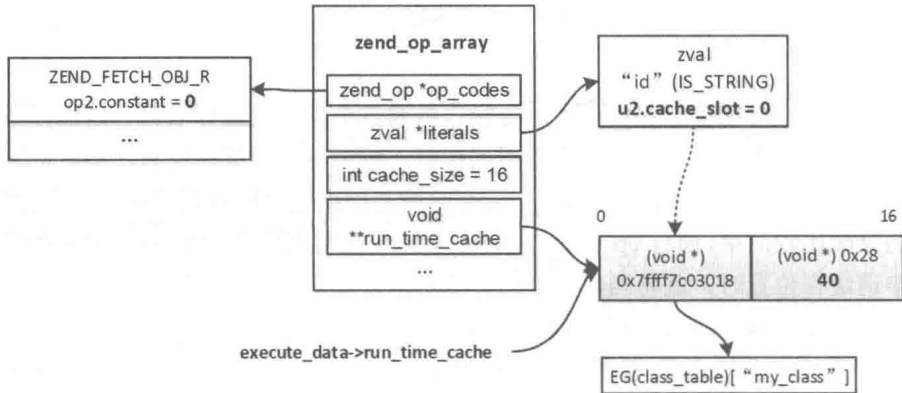 zend_op_array
ZEND_FETCH_OBJ_R
op2.constant = 0
...
zend_op *op_codes
zval *literals
int cache_size = 16
void
**run_time_cache
...
zval
“id” (IS_STRING)
u2.cache_slot = 0
0
16
(void *)
0x7ffff7c03018
(void *) 0x28
40
execute_data->run_time_cache
EG(class_table)[ “my_class” ]